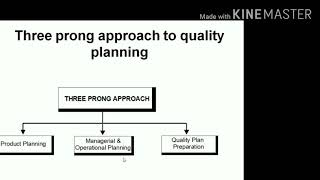 Made with KINEMASTER
Three prong approach to quality
planning
THREE PRONG APPROACH
Product Planning
Managerial &
Operational Planning
Quality Plan
Preparation